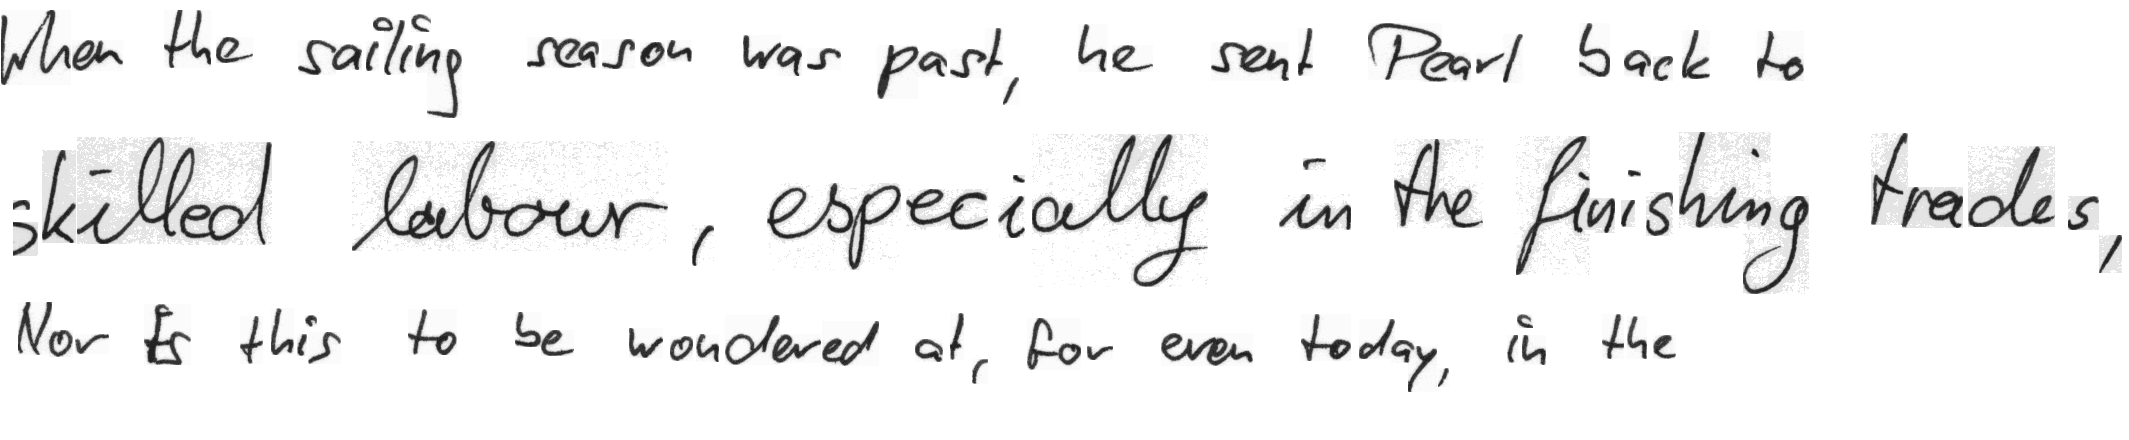 When the sailing season was past, he sent Pearl back to
skilled labour, especially in the finishing trades,
Nor is this to be wondered at, for even today, in the